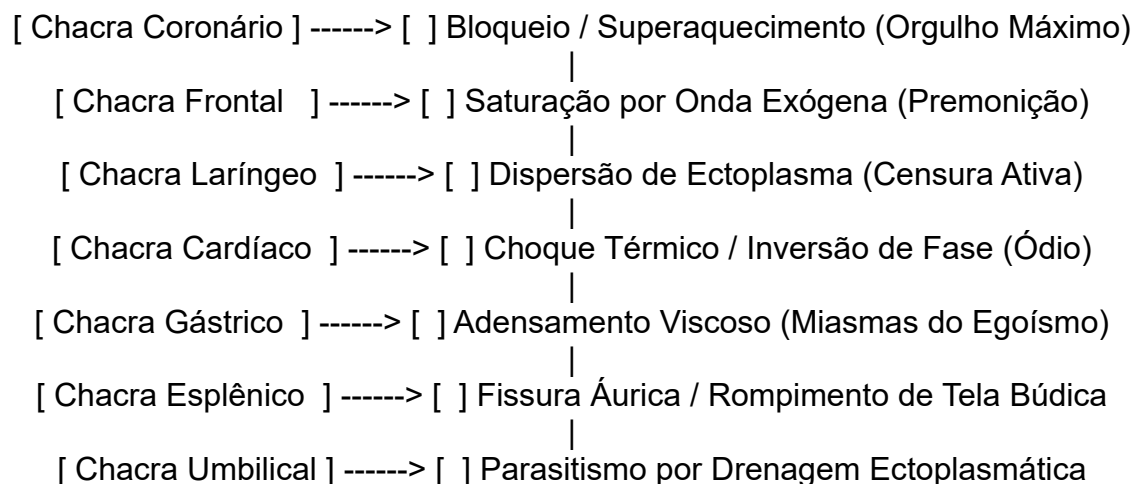 [ Chacra Coronário ] ------> [  ] Bloqueio / Superaquecimento (Orgulho Máximo)
|
[ Chacra Frontal   ] ------> [  ] Saturação por Onda Exógena (Premonição)
|
[ Chacra Laríngeo  ] ------> [  ] Dispersão de Ectoplasma (Censura Ativa)
|
[ Chacra Cardíaco  ] ------> [  ] Choque Térmico / Inversão de Fase (Ódio)
|
[ Chacra Gástrico  ] ------> [  ] Adensamento Viscoso (Miasmas do Egoísmo)
|
[ Chacra Esplênico  ] ------> [  ] Fissura Áurica / Rompimento de Tela Búdica
|
[ Chacra Umbilical ] ------> [  ] Parasitismo por Drenagem Ectoplasmática